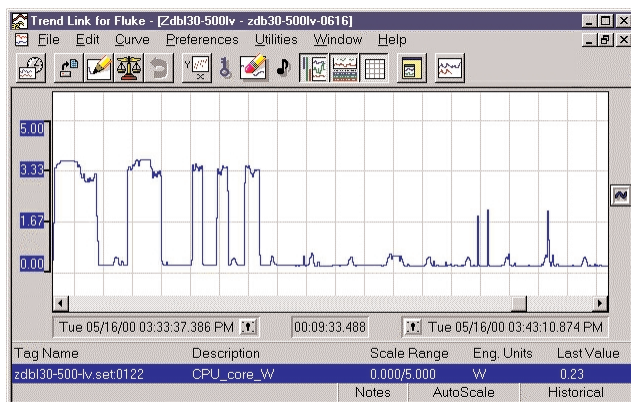 Trend Link for Fluke - [Zdbl30-500lv - zdb30-500lv-0616]
File Edit Curve Preferences Utilities Window Help
5.00
3.33
1.67
0.00
Tue 05/16/00 03:33:37.386 PM 00:09:33.488 Tue 05/16/00 03:43:10.874 PM
Tag Name Description Scale Range Eng. Units Last Value
zdbl30-500-lv.set:0122 CPU_core_W 0.000/5.000 W 0.23
Notes AutoScale Historical